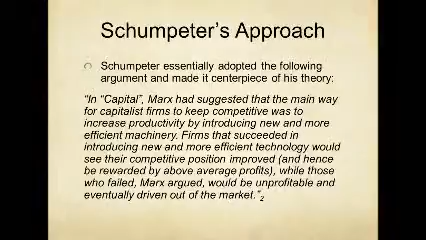 Schumpeter's Approach
Schumpeter essentially adopted the following
argument and made it centerpiece of his theory:
"In "Capital", Marx had suggested that the main way
for capitalist firms to keep competitive was to
increase productivity by introducing new and more
efficient machinery. Firms that succeeded in
introducing new and more efficient technology would
see their competitive position improved (and hence
be rewarded by above average profits), while those
who failed, Marx argued, would be unprofitable and
eventually driven out of the market."2